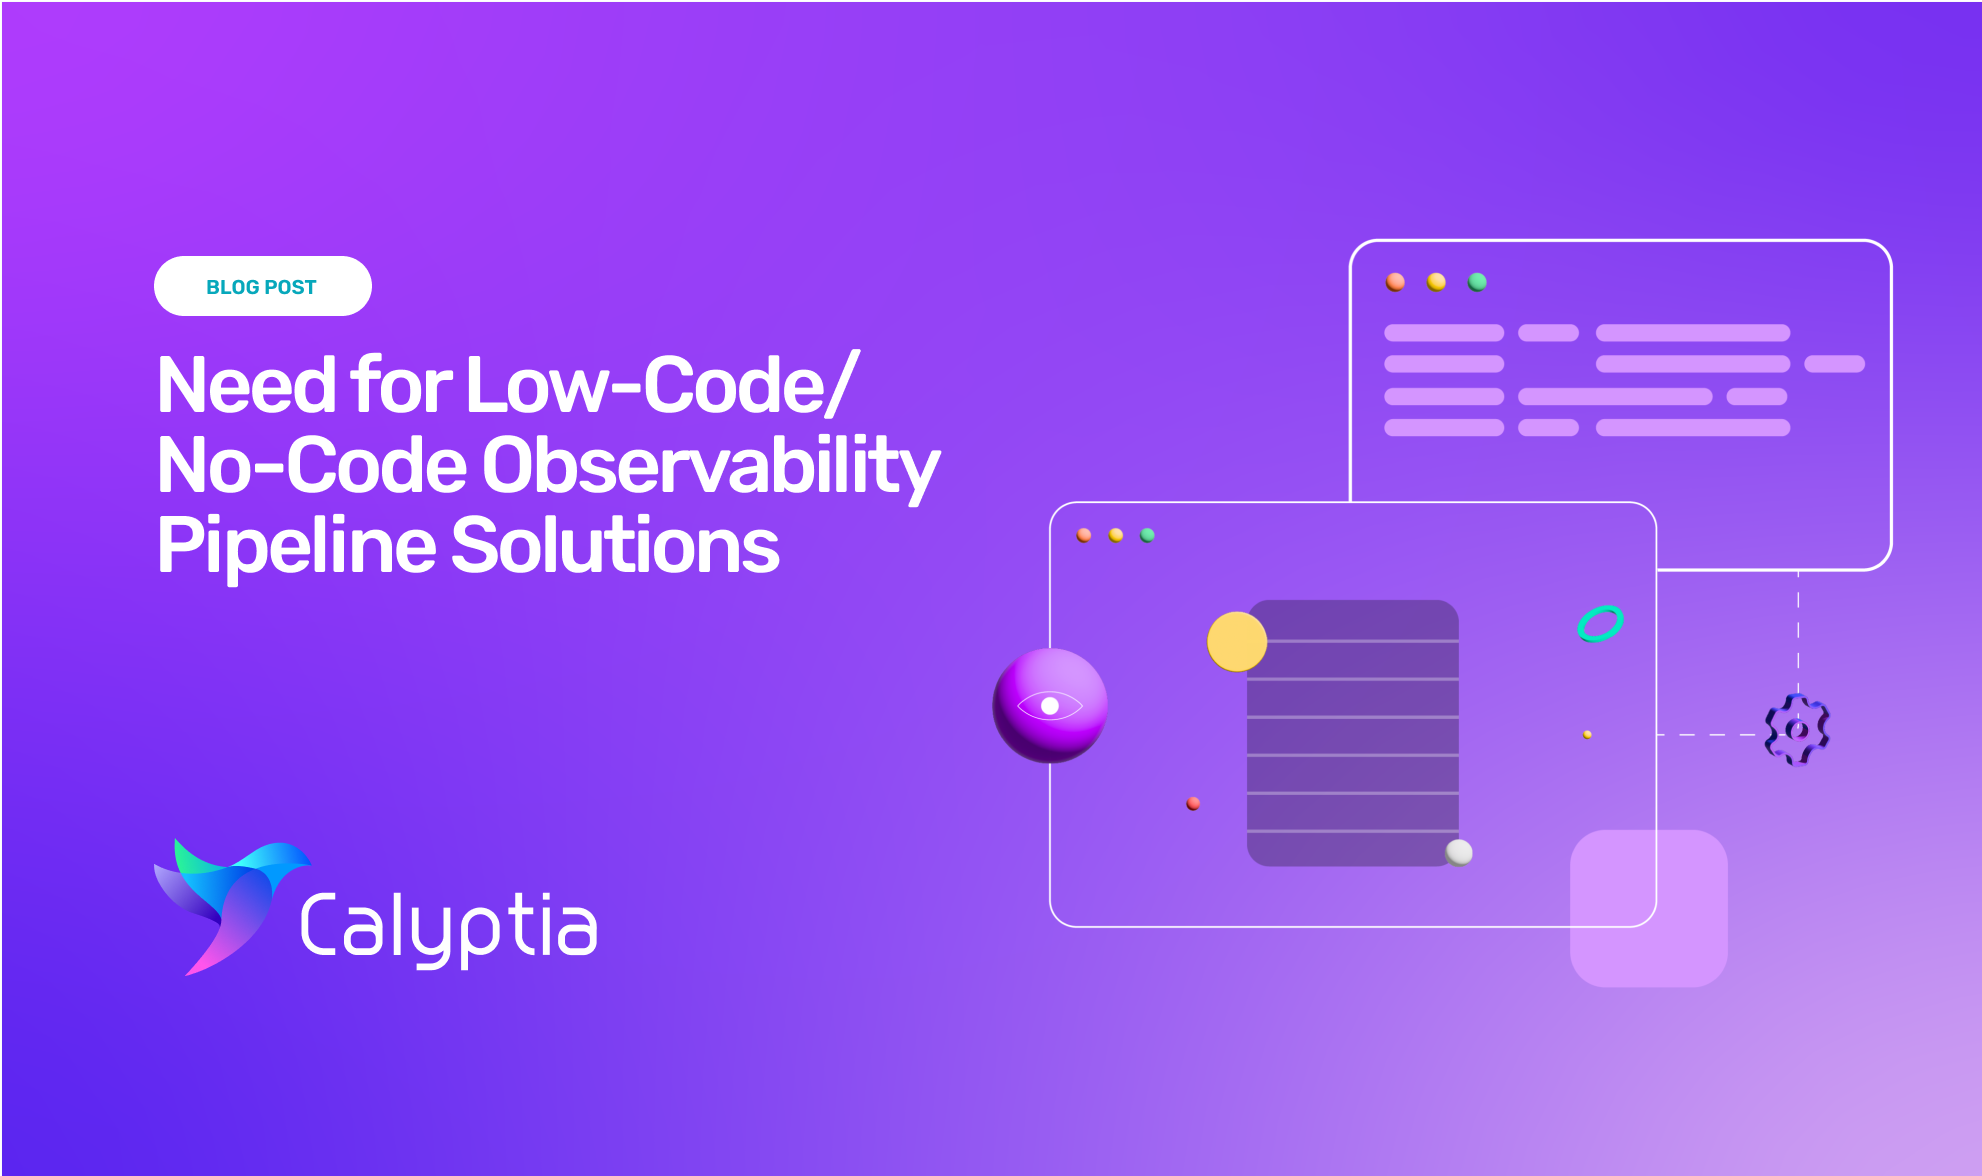 BLOG POST
Need for Low-Code/
No-Code Observability
Pipeline Solutions
Calyptia